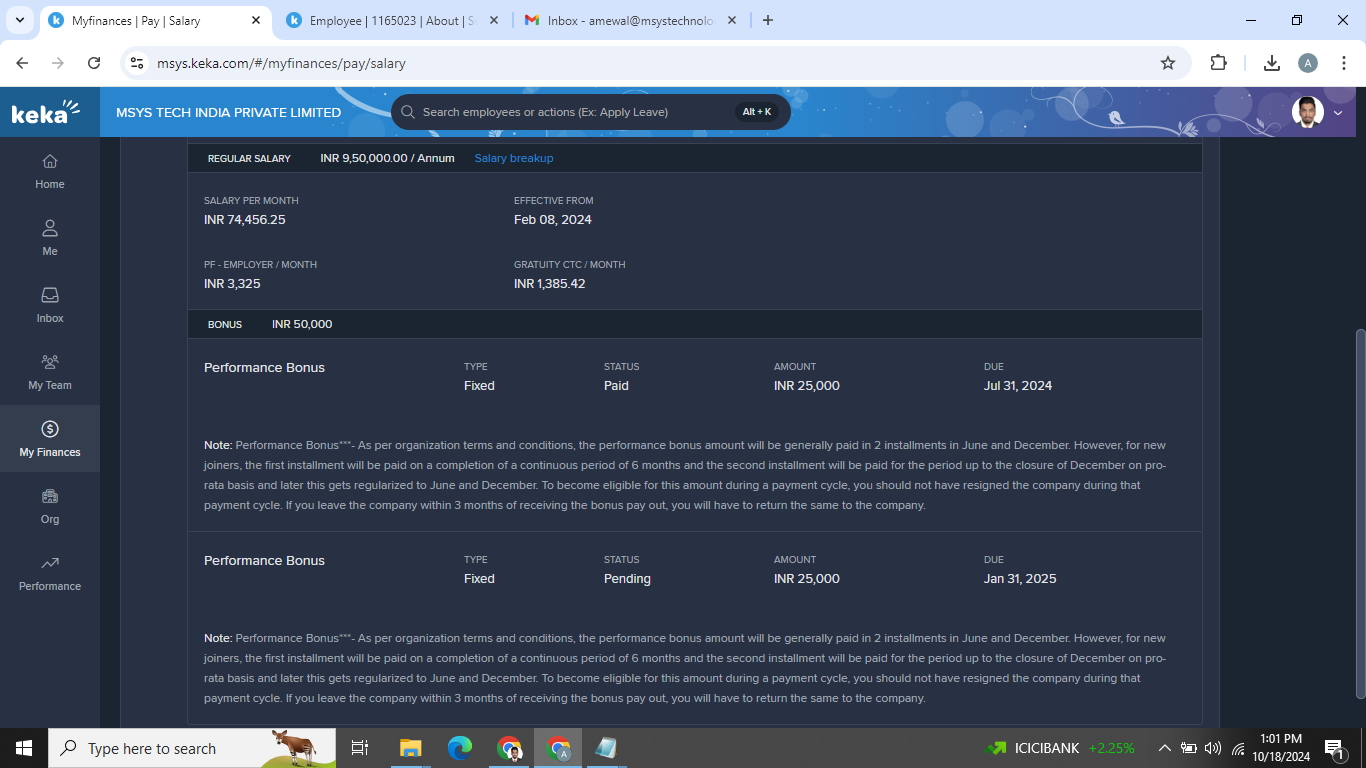 Myfinances | Pay | Salary
Employee | 1165023 | About | S
Inbox - amewal@msystechnolo
msys.keka.com/#/myfinances/pay/salary
A
keka
MSYS TECH INDIA PRIVATE LIMITED
Search employees or actions (Ex: Apply Leave)
Alt + K
Home
Me
Inbox
My Team
My Finances
Org
Performance
REGULAR SALARY INR 9,50,000.00 / Annum Salary breakup
SALARY PER MONTH EFFECTIVE FROM
INR 74,456.25 Feb 08, 2024
PF - EMPLOYER / MONTH GRATUITY CTC / MONTH
INR 3,325 INR 1,385.42
BONUS INR 50,000
Performance Bonus TYPE STATUS AMOUNT DUE
Fixed Paid INR 25,000 Jul 31, 2024
Note: Performance Bonus***- As per organization terms and conditions, the performance bonus amount will be generally paid in 2 installments in June and December. However, for new
joiners, the first installment will be paid on a completion of a continuous period of 6 months and the second installment will be paid for the period up to the closure of December on pro-
rata basis and later this gets regularized to June and December. To become eligible for this amount during a payment cycle, you should not have resigned the company during that
payment cycle. If you leave the company within 3 months of receiving the bonus pay out, you will have to return the same to the company.
Performance Bonus TYPE STATUS AMOUNT DUE
Fixed Pending INR 25,000 Jan 31, 2025
Note: Performance Bonus***- As per organization terms and conditions, the performance bonus amount will be generally paid in 2 installments in June and December. However, for new
joiners, the first installment will be paid on a completion of a continuous period of 6 months and the second installment will be paid for the period up to the closure of December on pro-
rata basis and later this gets regularized to June and December. To become eligible for this amount during a payment cycle, you should not have resigned the company during that
payment cycle. If you leave the company within 3 months of receiving the bonus pay out, you will have to return the same to the company.
Type here to search
ICICIBANK +2.25%
1:01 PM
10/18/2024
1